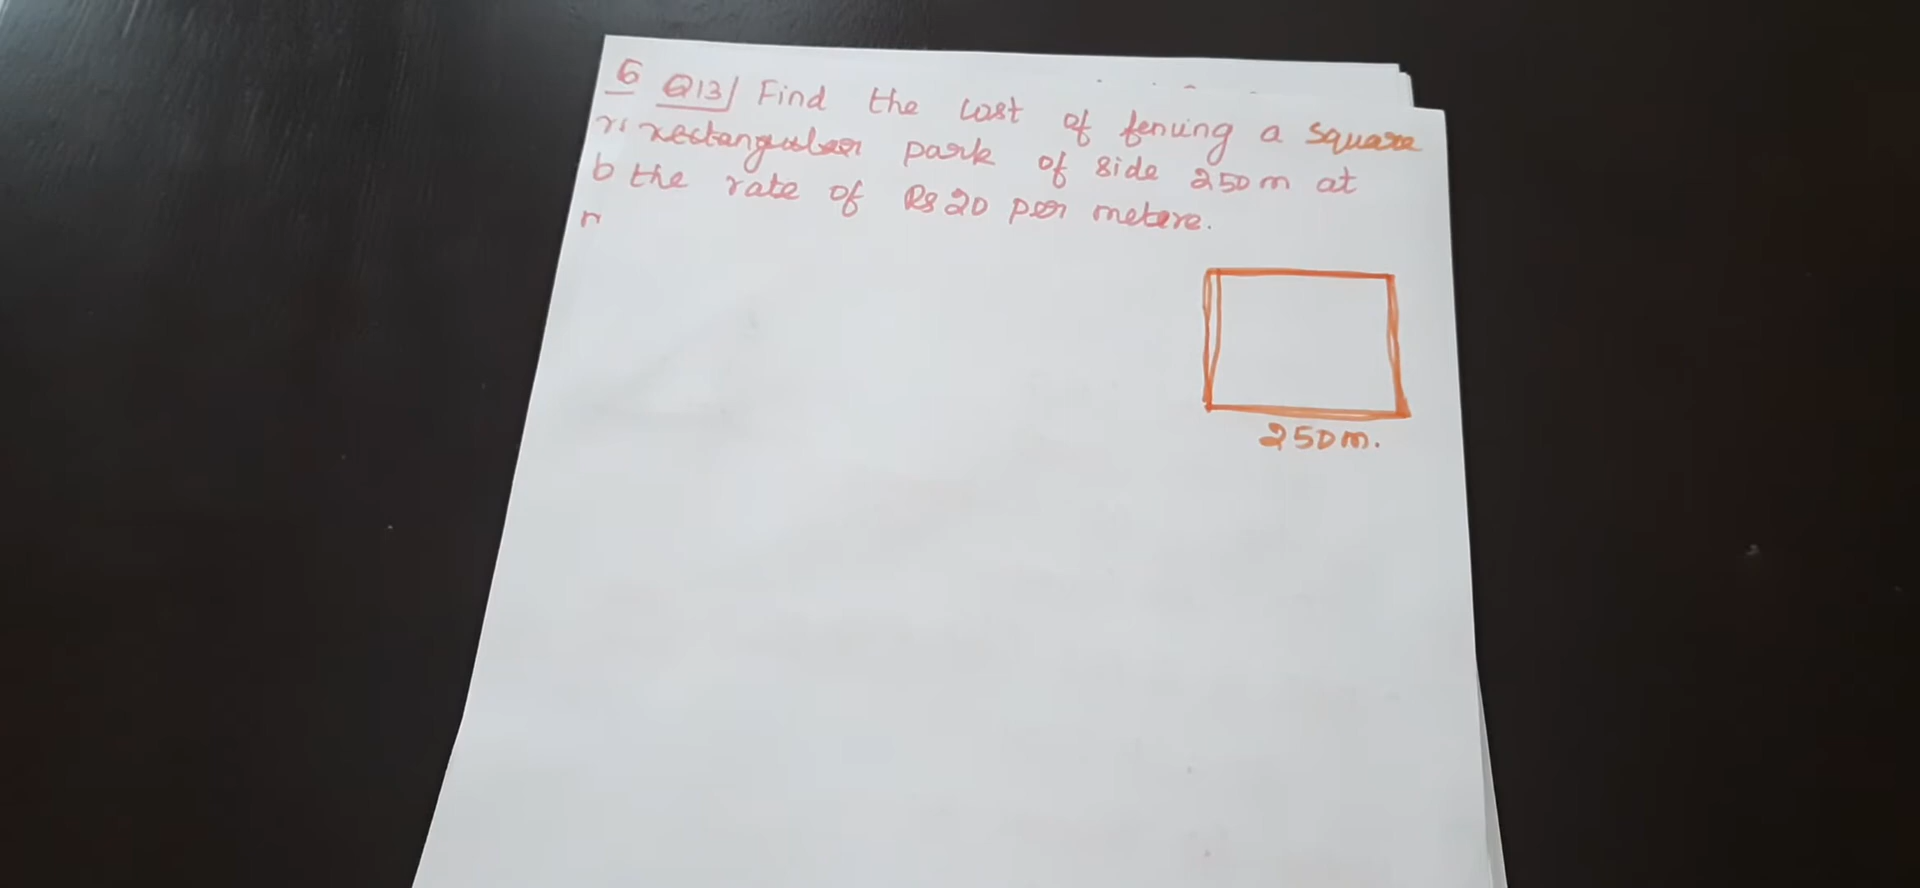 6 Q13/ Find the cost of fencing a square
rectangular park of side 250m at
b the rate of Rs 20 per metere.
n
250m.